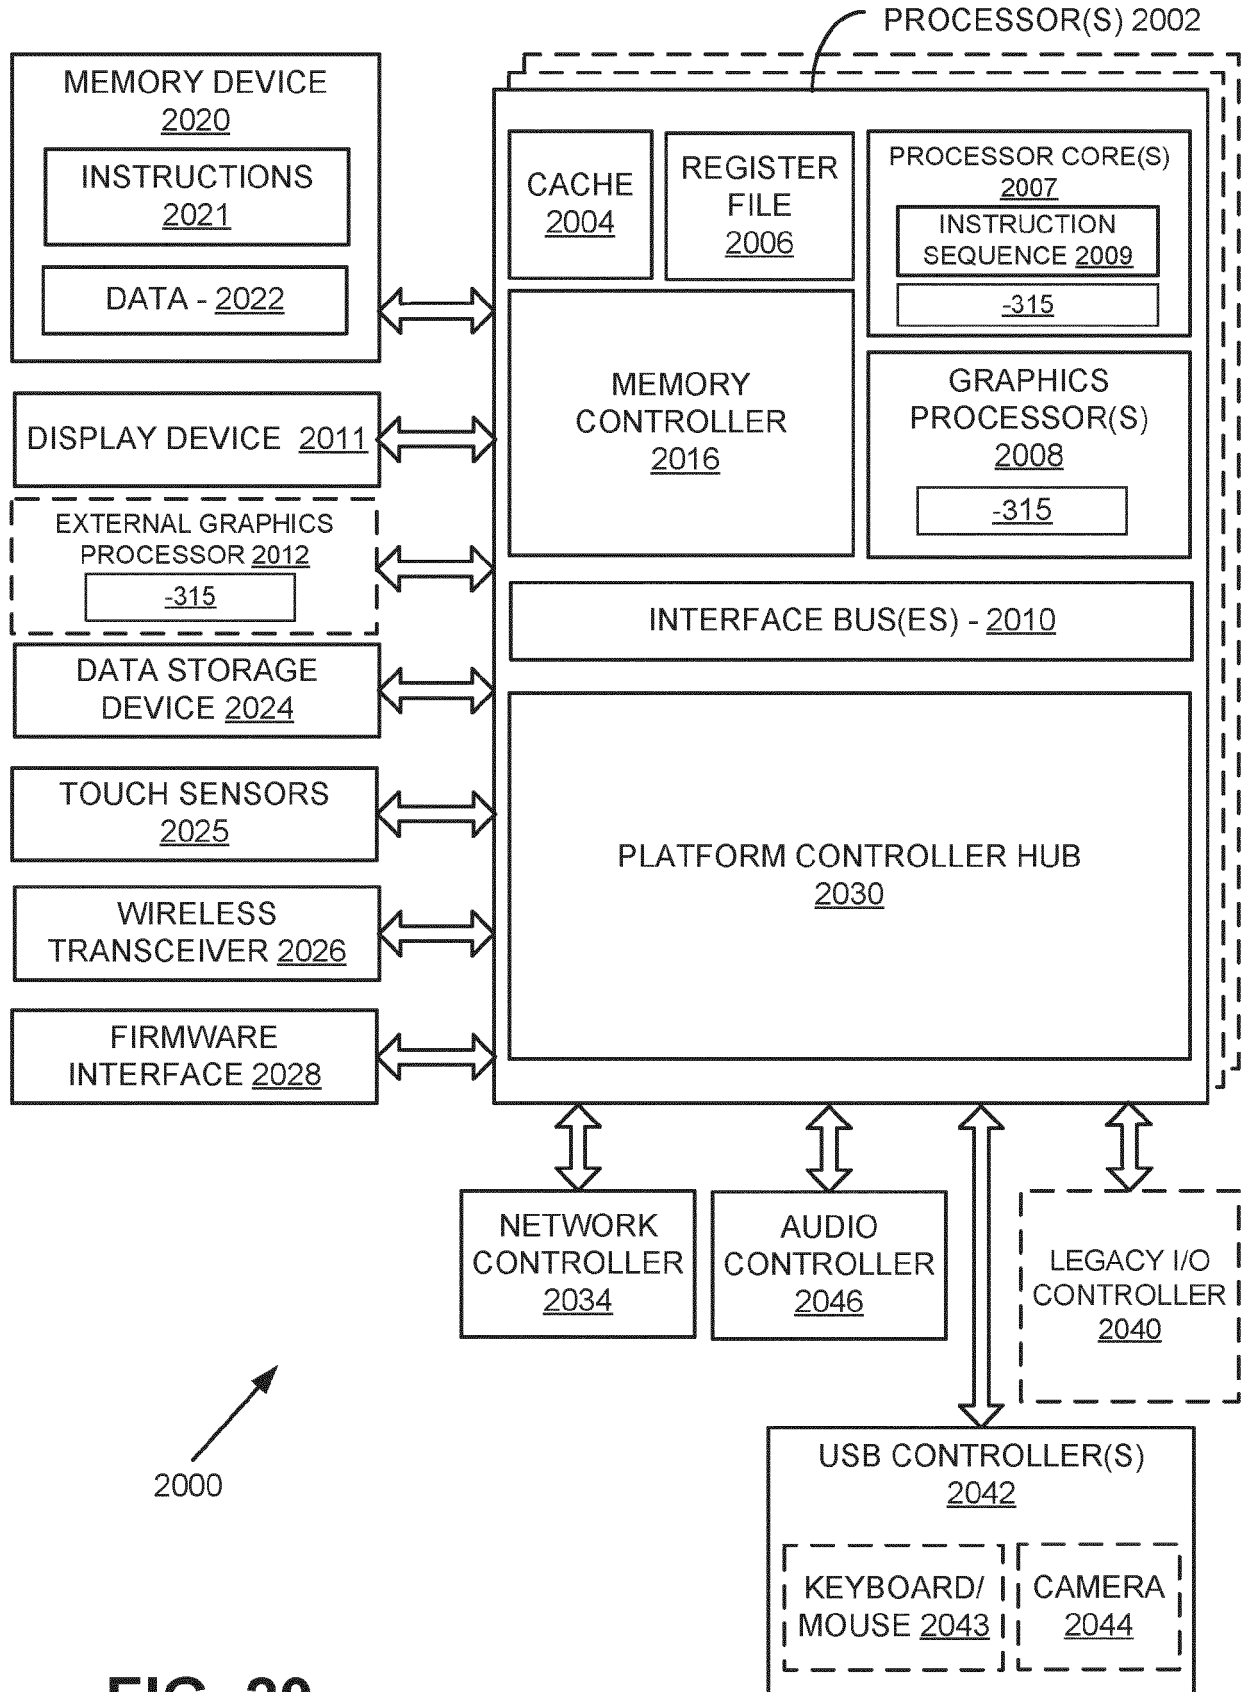 PROCESSOR(S) 2002
MEMORY DEVICE
2020
INSTRUCTIONS
2021
DATA - 2022
CACHE
2004
REGISTER
FILE
2006
PROCESSOR CORE(S)
2007
INSTRUCTION
SEQUENCE 2009
-315
MEMORY
CONTROLLER
2016
GRAPHICS
PROCESSOR(S)
2008
-315
DISPLAY DEVICE 2011
EXTERNAL GRAPHICS
PROCESSOR 2012
-315
INTERFACE BUS(ES) - 2010
DATA STORAGE
DEVICE 2024
TOUCH SENSORS
2025
PLATFORM CONTROLLER HUB
2030
WIRELESS
TRANSCEIVER 2026
FIRMWARE
INTERFACE 2028
NETWORK
CONTROLLER
2034
AUDIO
CONTROLLER
2046
LEGACY I/O
CONTROLLER
2040
2000
USB CONTROLLER(S)
2042
KEYBOARD/
MOUSE 2043
CAMERA
2044
FIG. 20